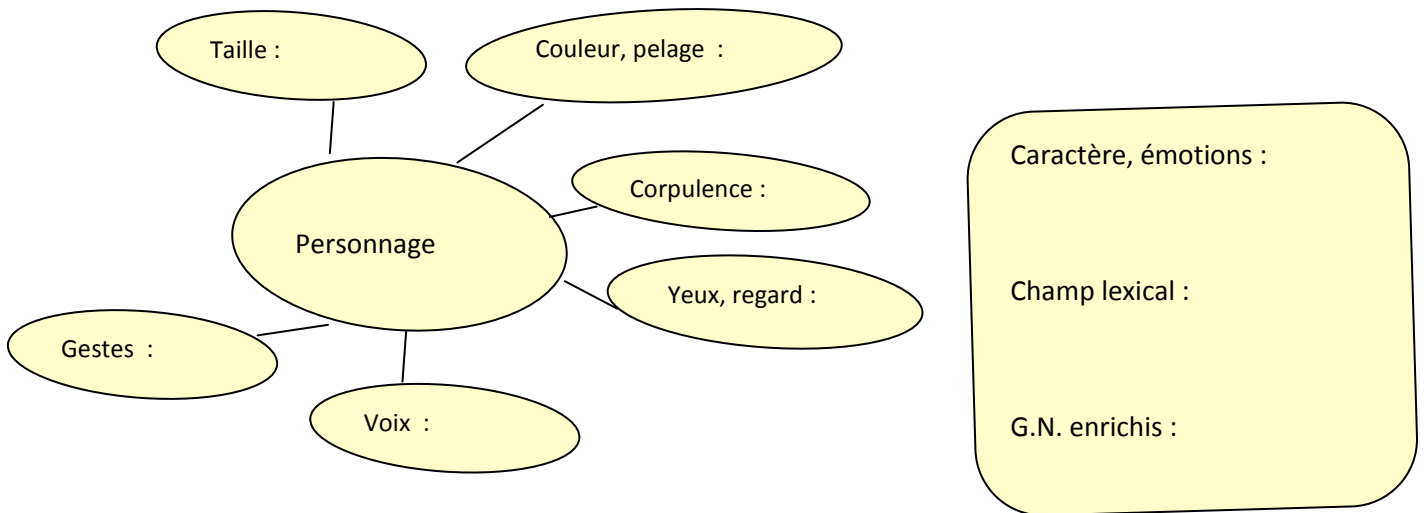 Taille :
Couleur, pelage  :
Corpulence :
Personnage
Yeux, regard :
Gestes  :
Voix  :
Caractère, émotions :
Champ lexical :
G.N. enrichis :